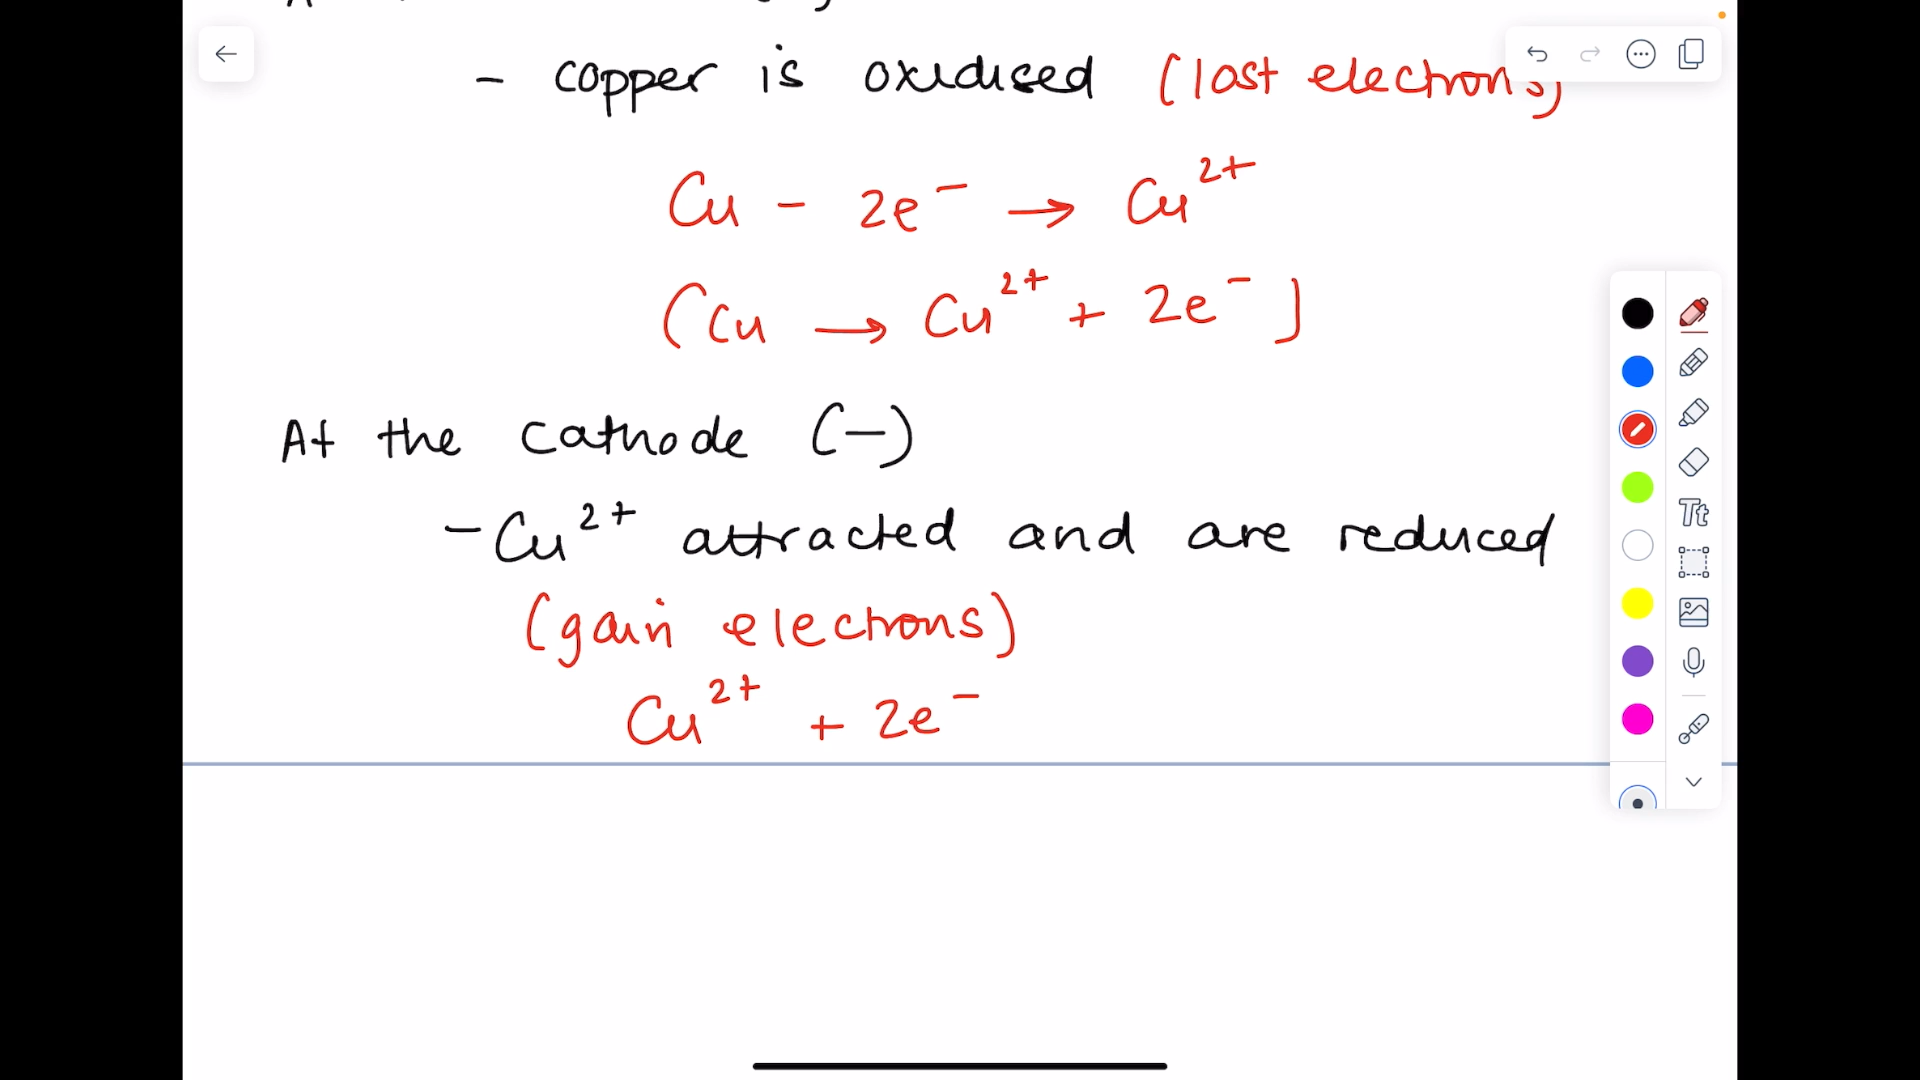 - copper is oxidised (lost electrons)
Cu - 2e⁻ → Cu²⁺
(Cu → Cu²⁺ + 2e⁻)
At the cathode (-)
- Cu²⁺ attracted and are reduced
(gain electrons)
Cu²⁺ + 2e⁻
Tt